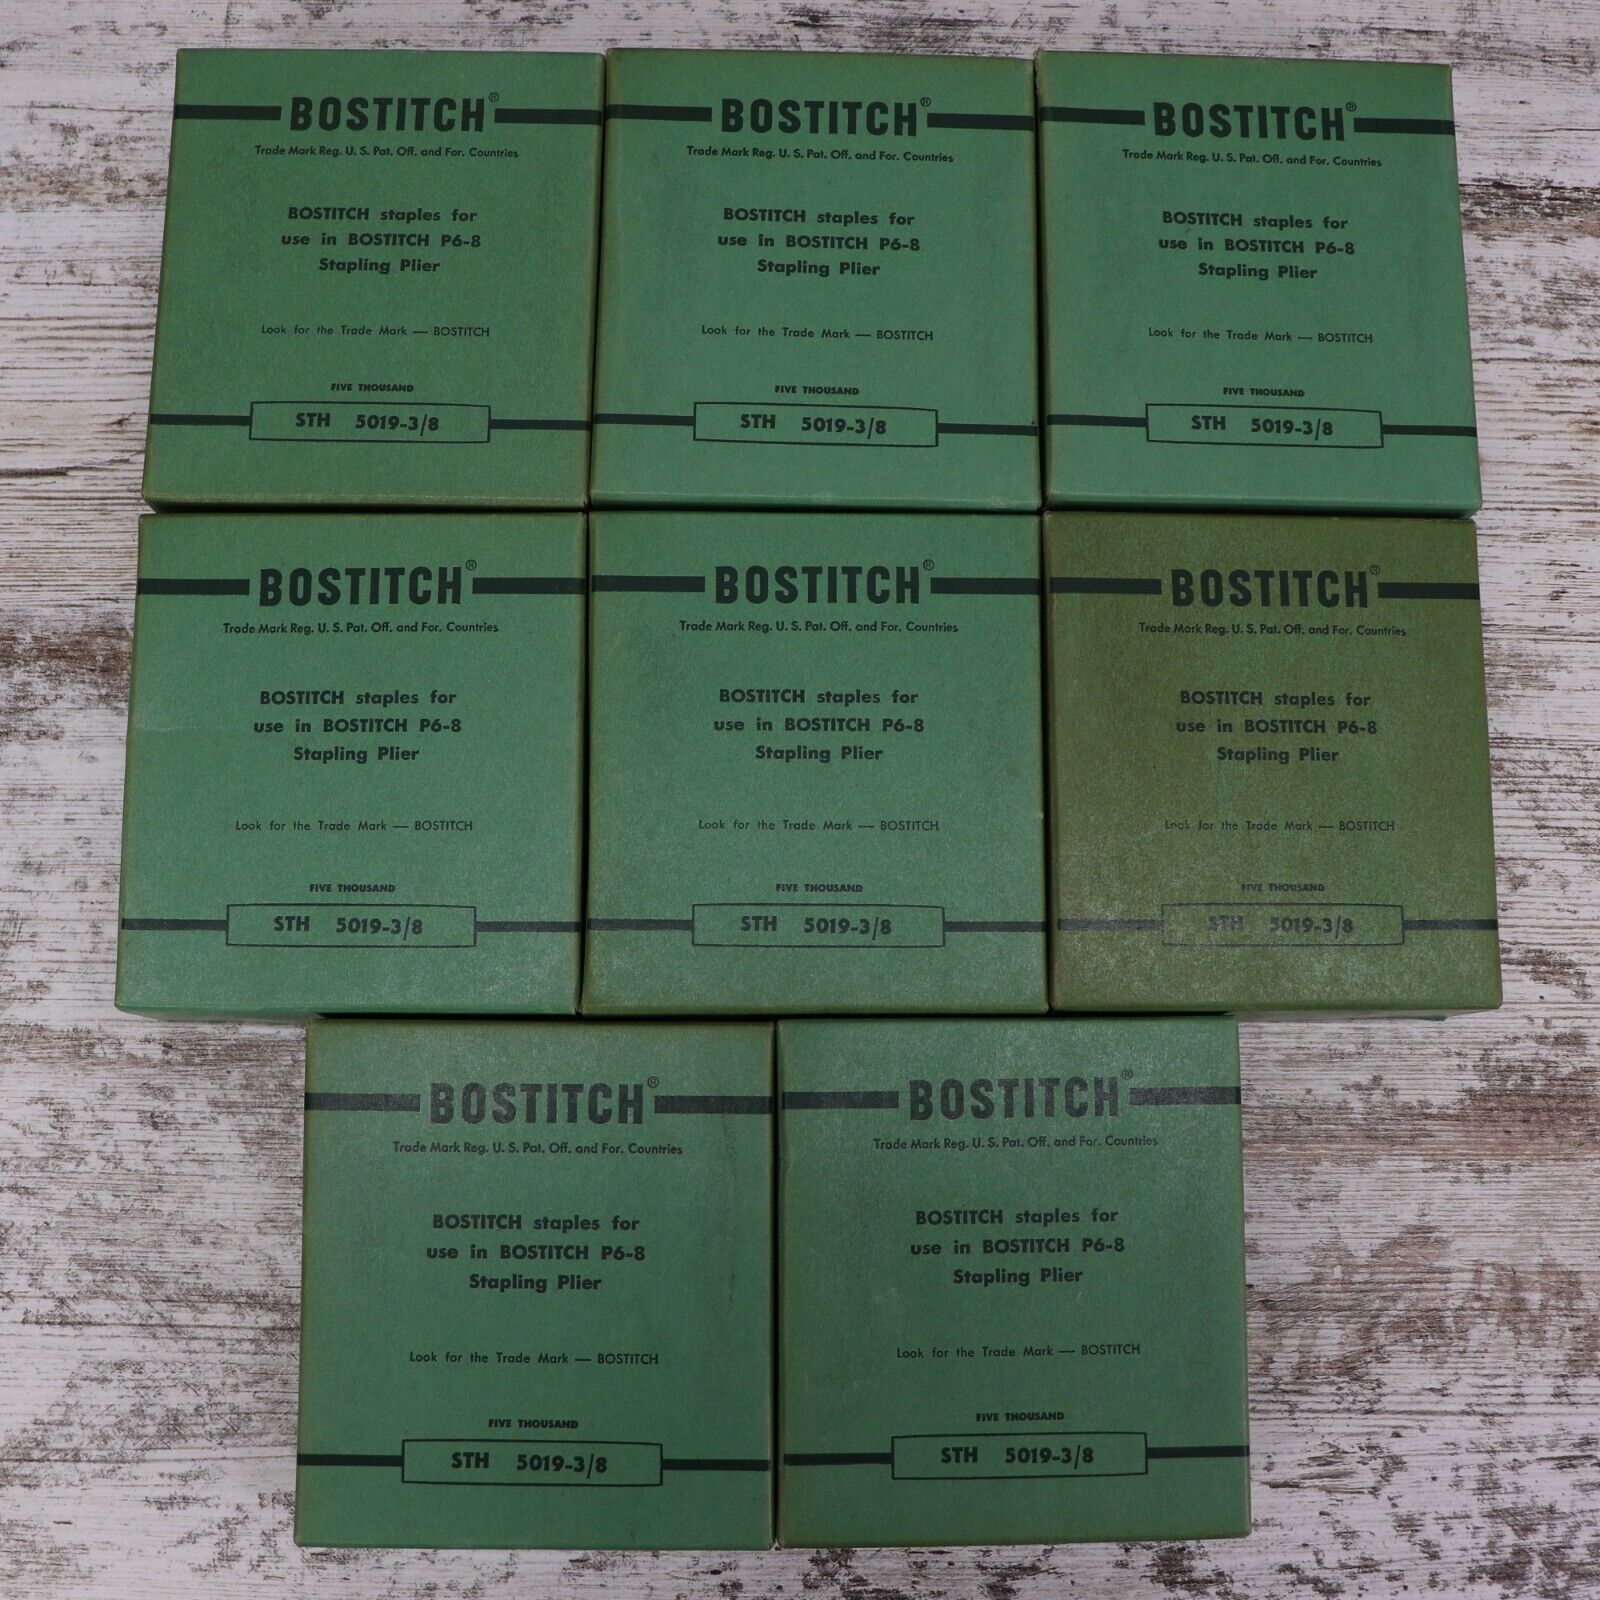 BOSTITCH®
Trade Mark Reg. U. S. Pat. Off. and For. Countries
BOSTITCH staples for
use in BOSTITCH P6-8
Stapling Plier
Look for the Trade Mark — BOSTITCH
FIVE THOUSAND
STH 5019-3/8
BOSTITCH®
Trade Mark Reg. U. S. Pat. Off. and For. Countries
BOSTITCH staples for
use in BOSTITCH P6-8
Stapling Plier
Look for the Trade Mark — BOSTITCH
FIVE THOUSAND
STH 5019-3/8
BOSTITCH®
Trade Mark Reg. U. S. Pat. Off. and For. Countries
BOSTITCH staples for
use in BOSTITCH P6-8
Stapling Plier
Look for the Trade Mark — BOSTITCH
FIVE THOUSAND
STH 5019-3/8
BOSTITCH®
Trade Mark Reg. U. S. Pat. Off. and For. Countries
BOSTITCH staples for
use in BOSTITCH P6-8
Stapling Plier
Look for the Trade Mark — BOSTITCH
FIVE THOUSAND
STH 5019-3/8
BOSTITCH®
Trade Mark Reg. U. S. Pat. Off. and For. Countries
BOSTITCH staples for
use in BOSTITCH P6-8
Stapling Plier
Look for the Trade Mark — BOSTITCH
FIVE THOUSAND
STH 5019-3/8
BOSTITCH®
Trade Mark Reg. U. S. Pat. Off. and For. Countries
BOSTITCH staples for
use in BOSTITCH P6-8
Stapling Plier
Look for the Trade Mark — BOSTITCH
FIVE THOUSAND
STH 5019-3/8
BOSTITCH®
Trade Mark Reg. U. S. Pat. Off. and For. Countries
BOSTITCH staples for
use in BOSTITCH P6-8
Stapling Plier
Look for the Trade Mark — BOSTITCH
FIVE THOUSAND
STH 5019-3/8
BOSTITCH®
Trade Mark Reg. U. S. Pat. Off. and For. Countries
BOSTITCH staples for
use in BOSTITCH P6-8
Stapling Plier
Look for the Trade Mark — BOSTITCH
FIVE THOUSAND
STH 5019-3/8